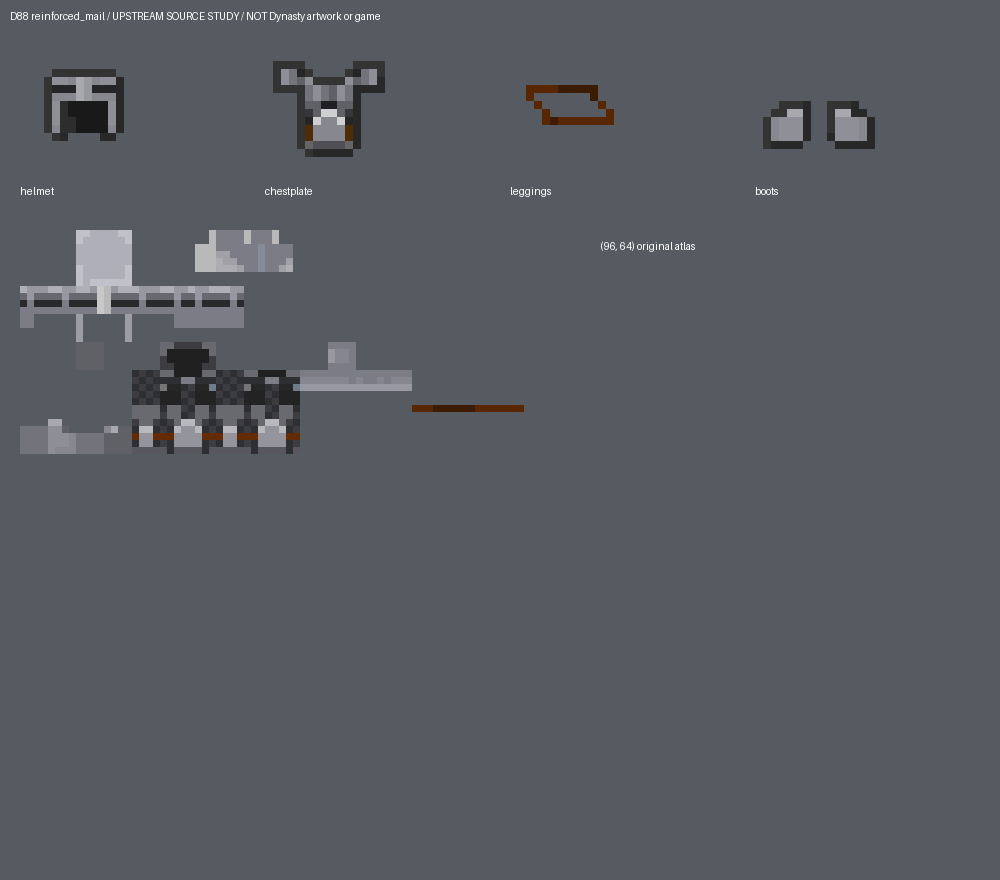 D88 reinforced_mail / UPSTREAM SOURCE STUDY / NOT Dynasty artwork or game
helmet
chestplate
leggings
boots
(96, 64) original atlas